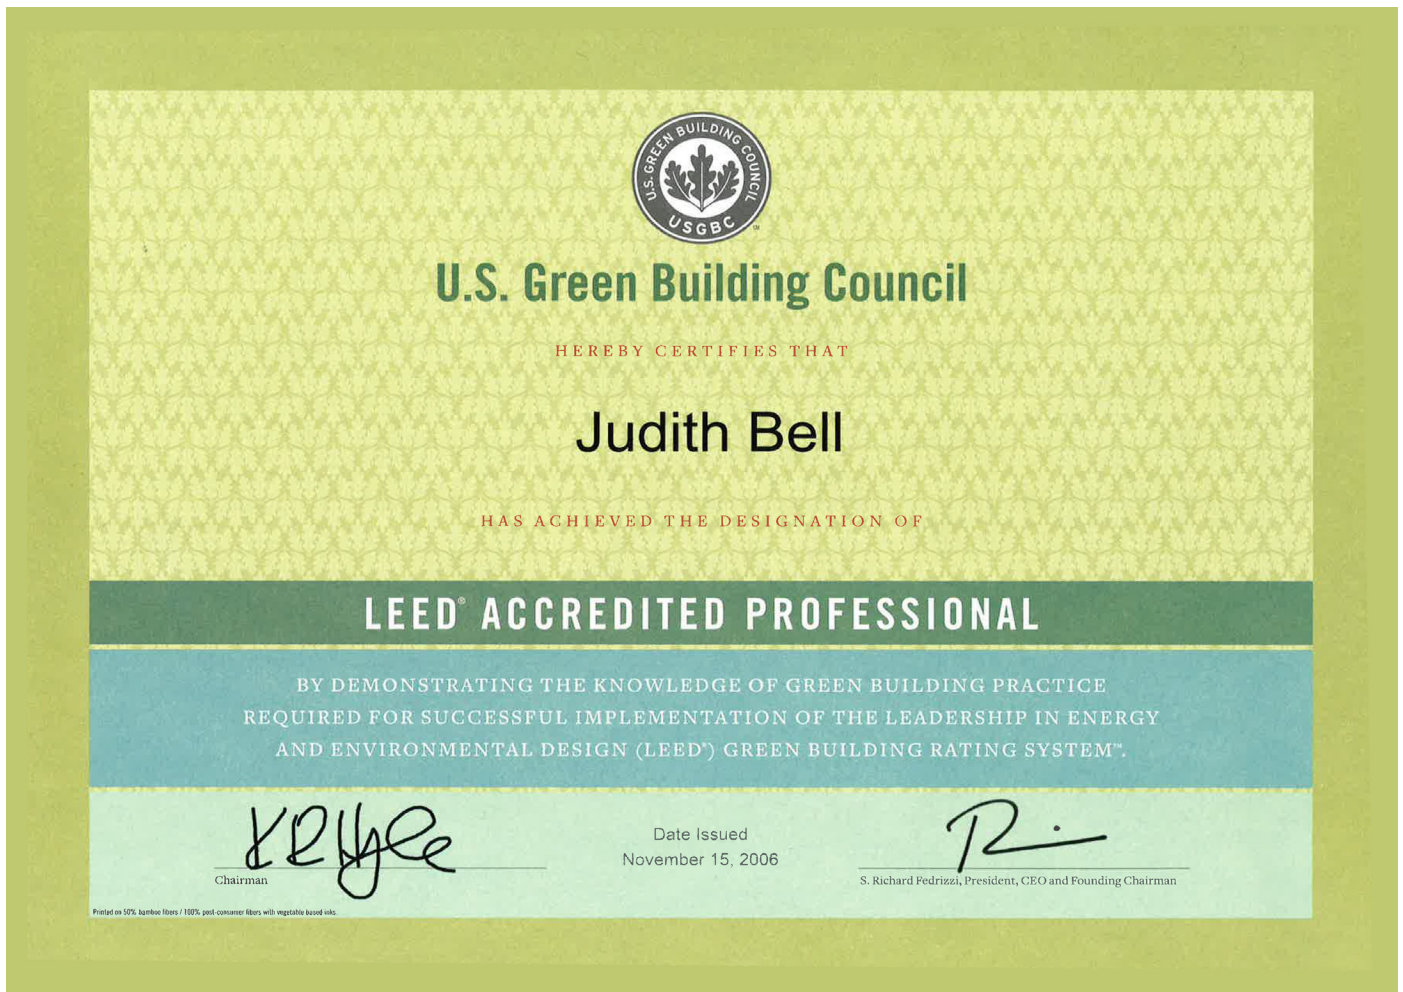 U.S. GREEN BUILDING COUNCIL
USGBC
U.S. Green Building Council
HEREBY CERTIFIES THAT
Judith Bell
HAS ACHIEVED THE DESIGNATION OF
LEED® ACCREDITED PROFESSIONAL
BY DEMONSTRATING THE KNOWLEDGE OF GREEN BUILDING PRACTICE
REQUIRED FOR SUCCESSFUL IMPLEMENTATION OF THE LEADERSHIP IN ENERGY
AND ENVIRONMENTAL DESIGN (LEED®) GREEN BUILDING RATING SYSTEM™.
Date Issued
November 15, 2006
Chairman
S. Richard Fedrizzi, President, CEO and Founding Chairman
Printed on 50% bamboo fibers / 100% post-consumer fibers with vegetable based inks.